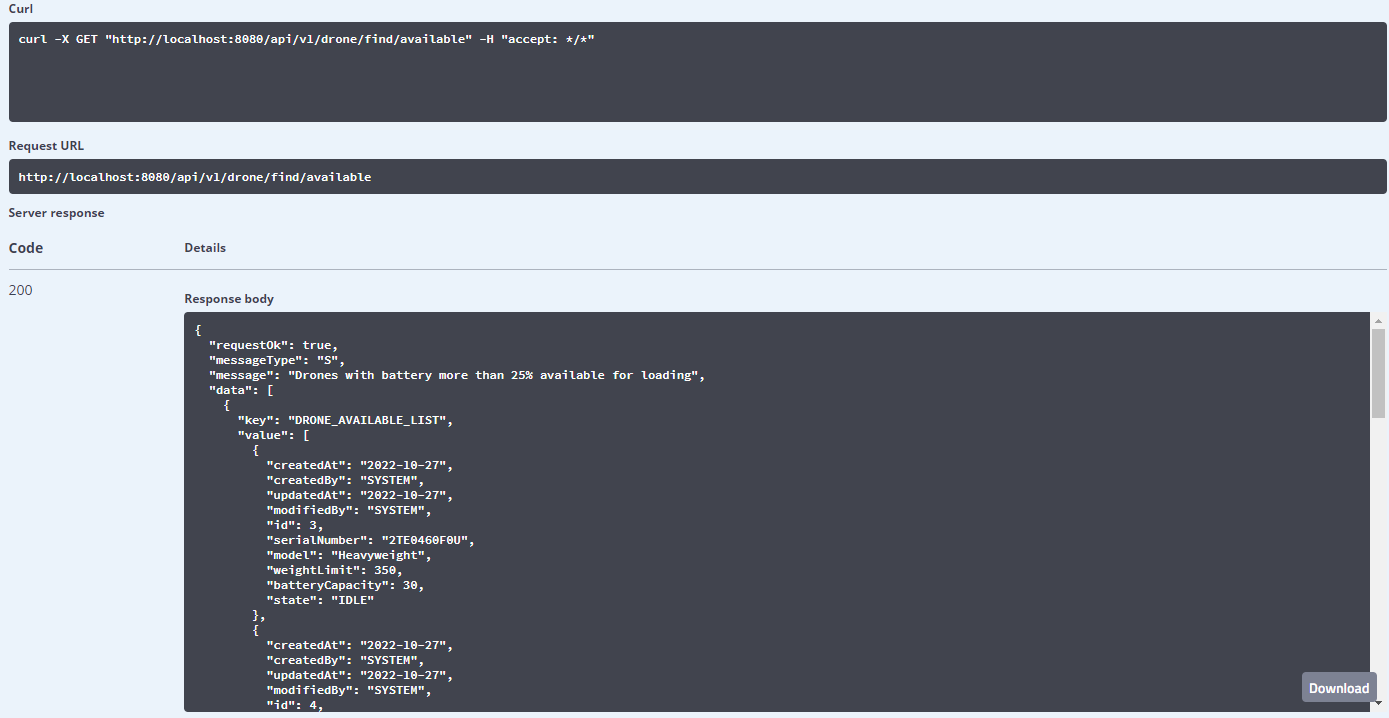 Curl
curl -X GET "http://localhost:8080/api/v1/drone/find/available" -H "accept: */*"
Request URL
http://localhost:8080/api/v1/drone/find/available
Server response
Code Details
200
Response body
{
  "requestOk": true,
  "messageType": "S",
  "message": "Drones with battery more than 25% available for loading",
  "data": [
    {
      "key": "DRONE_AVAILABLE_LIST",
      "value": [
        {
          "createdAt": "2022-10-27",
          "createdBy": "SYSTEM",
          "updatedAt": "2022-10-27",
          "modifiedBy": "SYSTEM",
          "id": 3,
          "serialNumber": "2TE0460F0U",
          "model": "Heavyweight",
          "weightLimit": 350,
          "batteryCapacity": 30,
          "state": "IDLE"
        },
        {
          "createdAt": "2022-10-27",
          "createdBy": "SYSTEM",
          "updatedAt": "2022-10-27",
          "modifiedBy": "SYSTEM",
          "id": 4,
Download